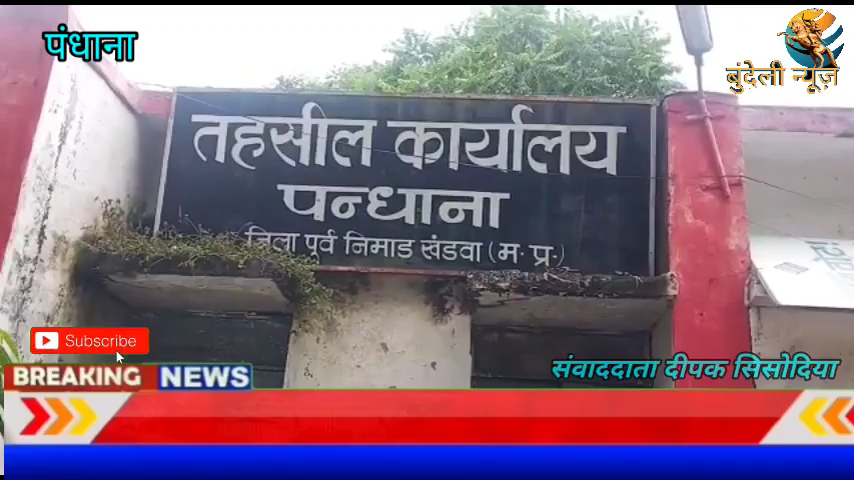 पंधाना
बुंदेली न्यूज़
तहसील कार्यालय
पन्धाना
जिला पूर्व निमाड खंडवा (म. प्र.)
Subscribe
संवाददाता दीपक सिसोदिया
BREAKING NEWS